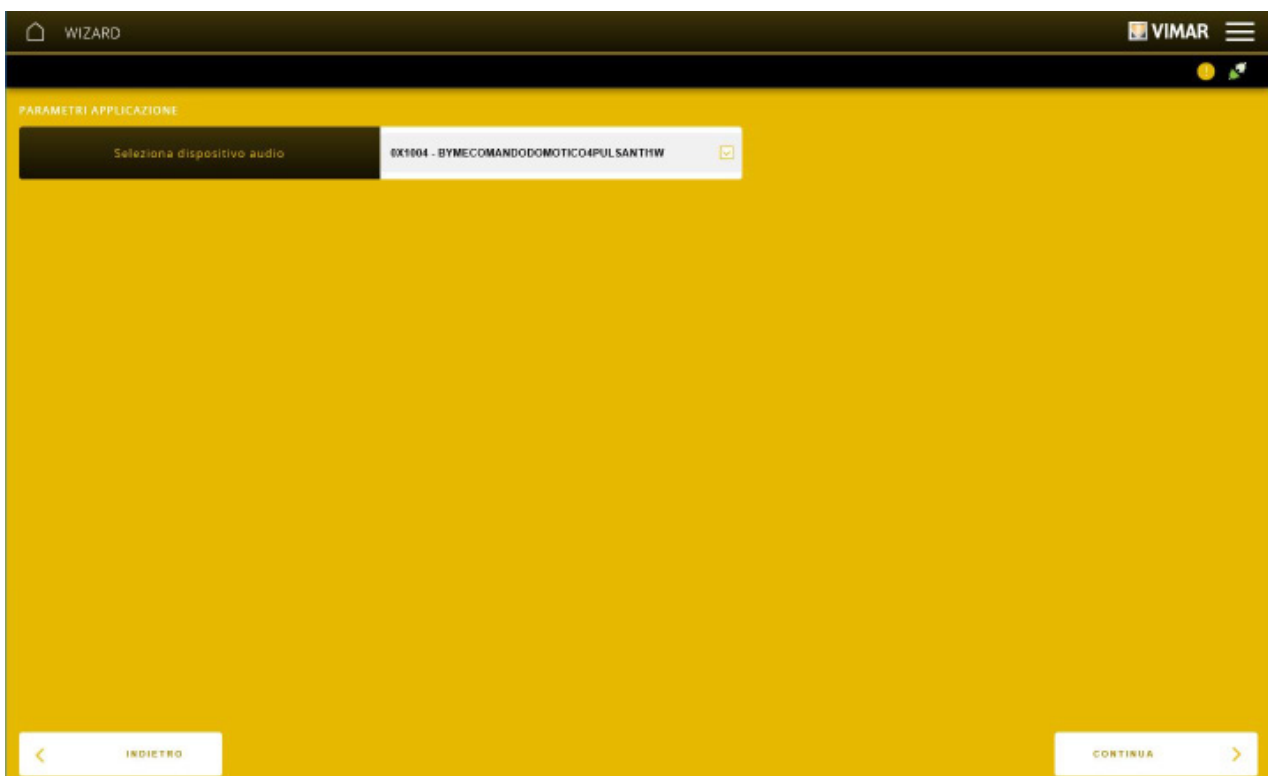 WIZARD
VIMAR
PARAMETRI APPLICAZIONE
Seleziona dispositivo audio
0X1004 - BYMECOMANDODOMOTICO4PULSANTI1W
INDIETRO
CONTINUA